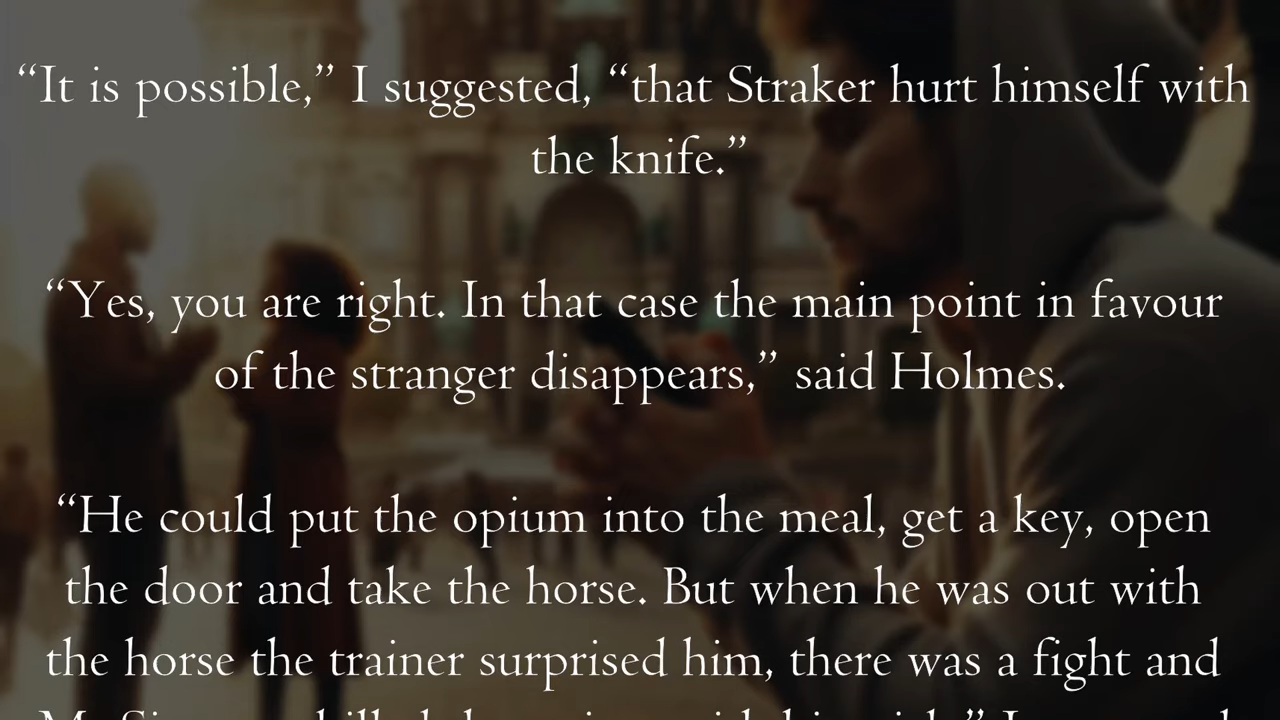 “It is possible,” I suggested, “that Straker hurt himself with
the knife.”
“Yes, you are right. In that case the main point in favour
of the stranger disappears,” said Holmes.
“He could put the opium into the meal, get a key, open
the door and take the horse. But when he was out with
the horse the trainer surprised him, there was a fight and